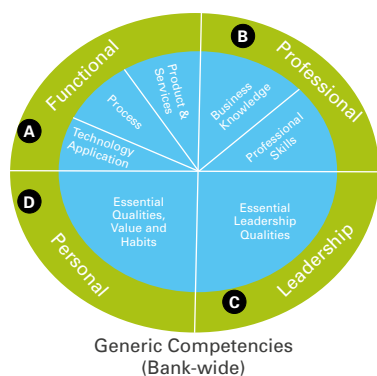 A
Functional
Technology
Application
Process
Product &
Services
B
Professional
Business
Knowledge
Professional
Skills
D
Personal
Essential
Qualities,
Value and
Habits
C
Leadership
Essential
Leadership
Qualities
Generic Competencies
(Bank-wide)